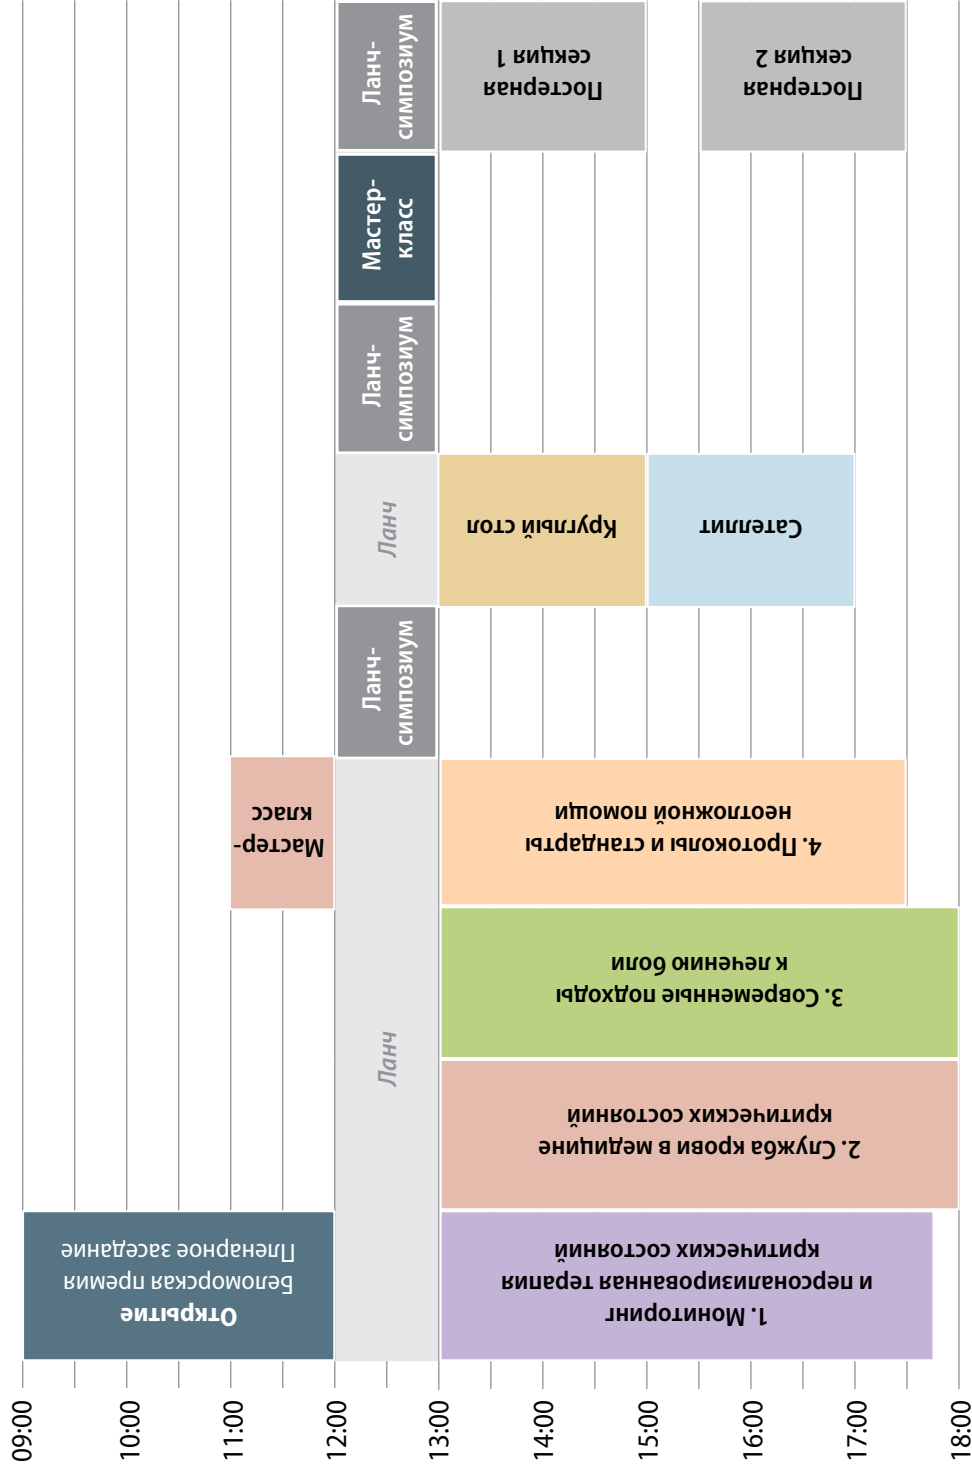 Ланч-
симпозиум
Постерная
секция 1
Постерная
секция 2
Мастер-
класс
Ланч-
симпозиум
Ланч
Круглый стол
Сателлит
Ланч-
симпозиум
Мастер-
класс
4. Протоколы и стандарты
неотложной помощи
3. Современные подходы
к лечению боли
Ланч
2. Служба крови в медицине
критических состояний
Открытие
Беломорская премия
Пленарное заседание
1. Мониторинг
и персонализированная терапия
критических состояний
09:00
10:00
11:00
12:00
13:00
14:00
15:00
16:00
17:00
18:00